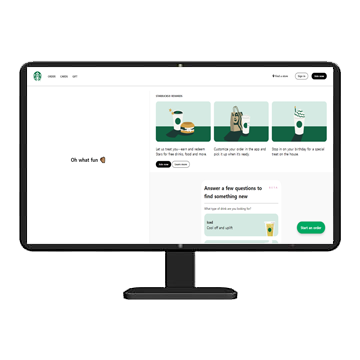 ORDER CARDS GIFT
Find a store
Sign in
Join now
UNMISSABLE REWARDS
Oh what fun
Let us treat you—earn and redeem
Stars for free drinks, food and more.
Customize your order in the app and
pick it up when it's ready.
Stay in on your birthday for a special
treat on the house
Join now
Learn more
Answer a few questions to
find something new
What type of drink are you looking for?
Iced
Cool off and uplift
Start an order